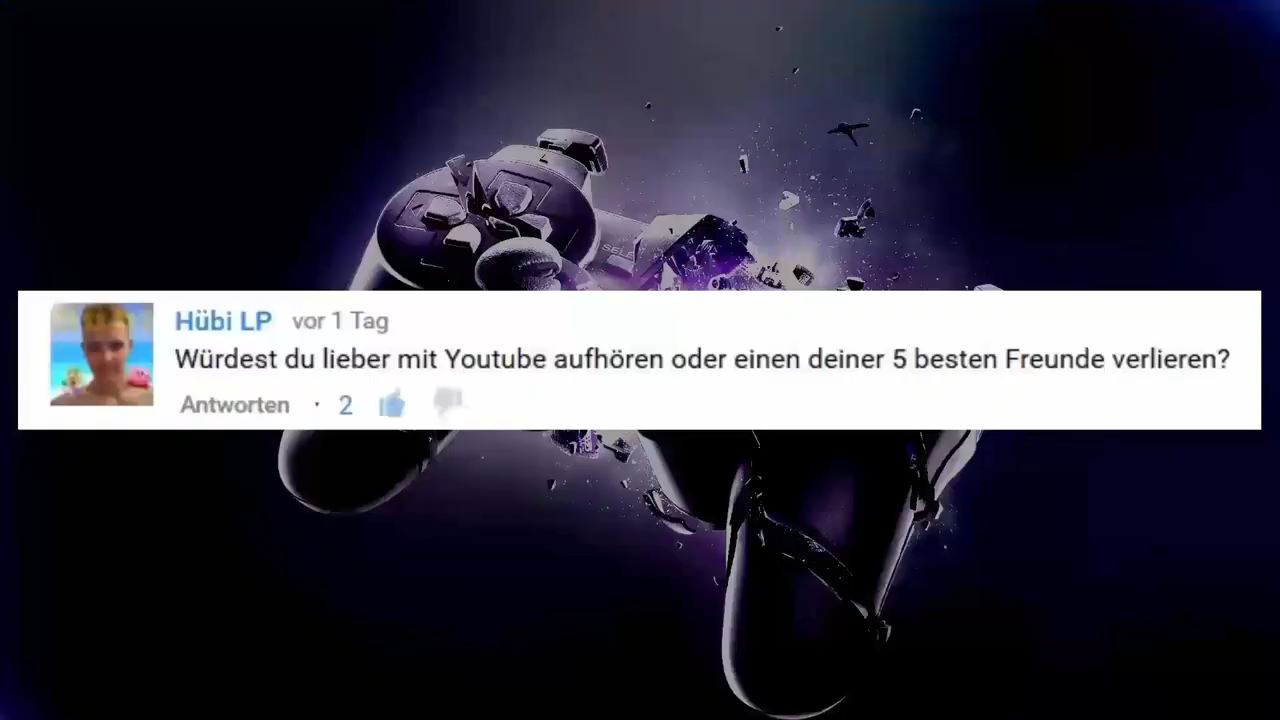 SELE
Hübi LP vor 1 Tag
Würdest du lieber mit Youtube aufhören oder einen deiner 5 besten Freunde verlieren?
Antworten · 2